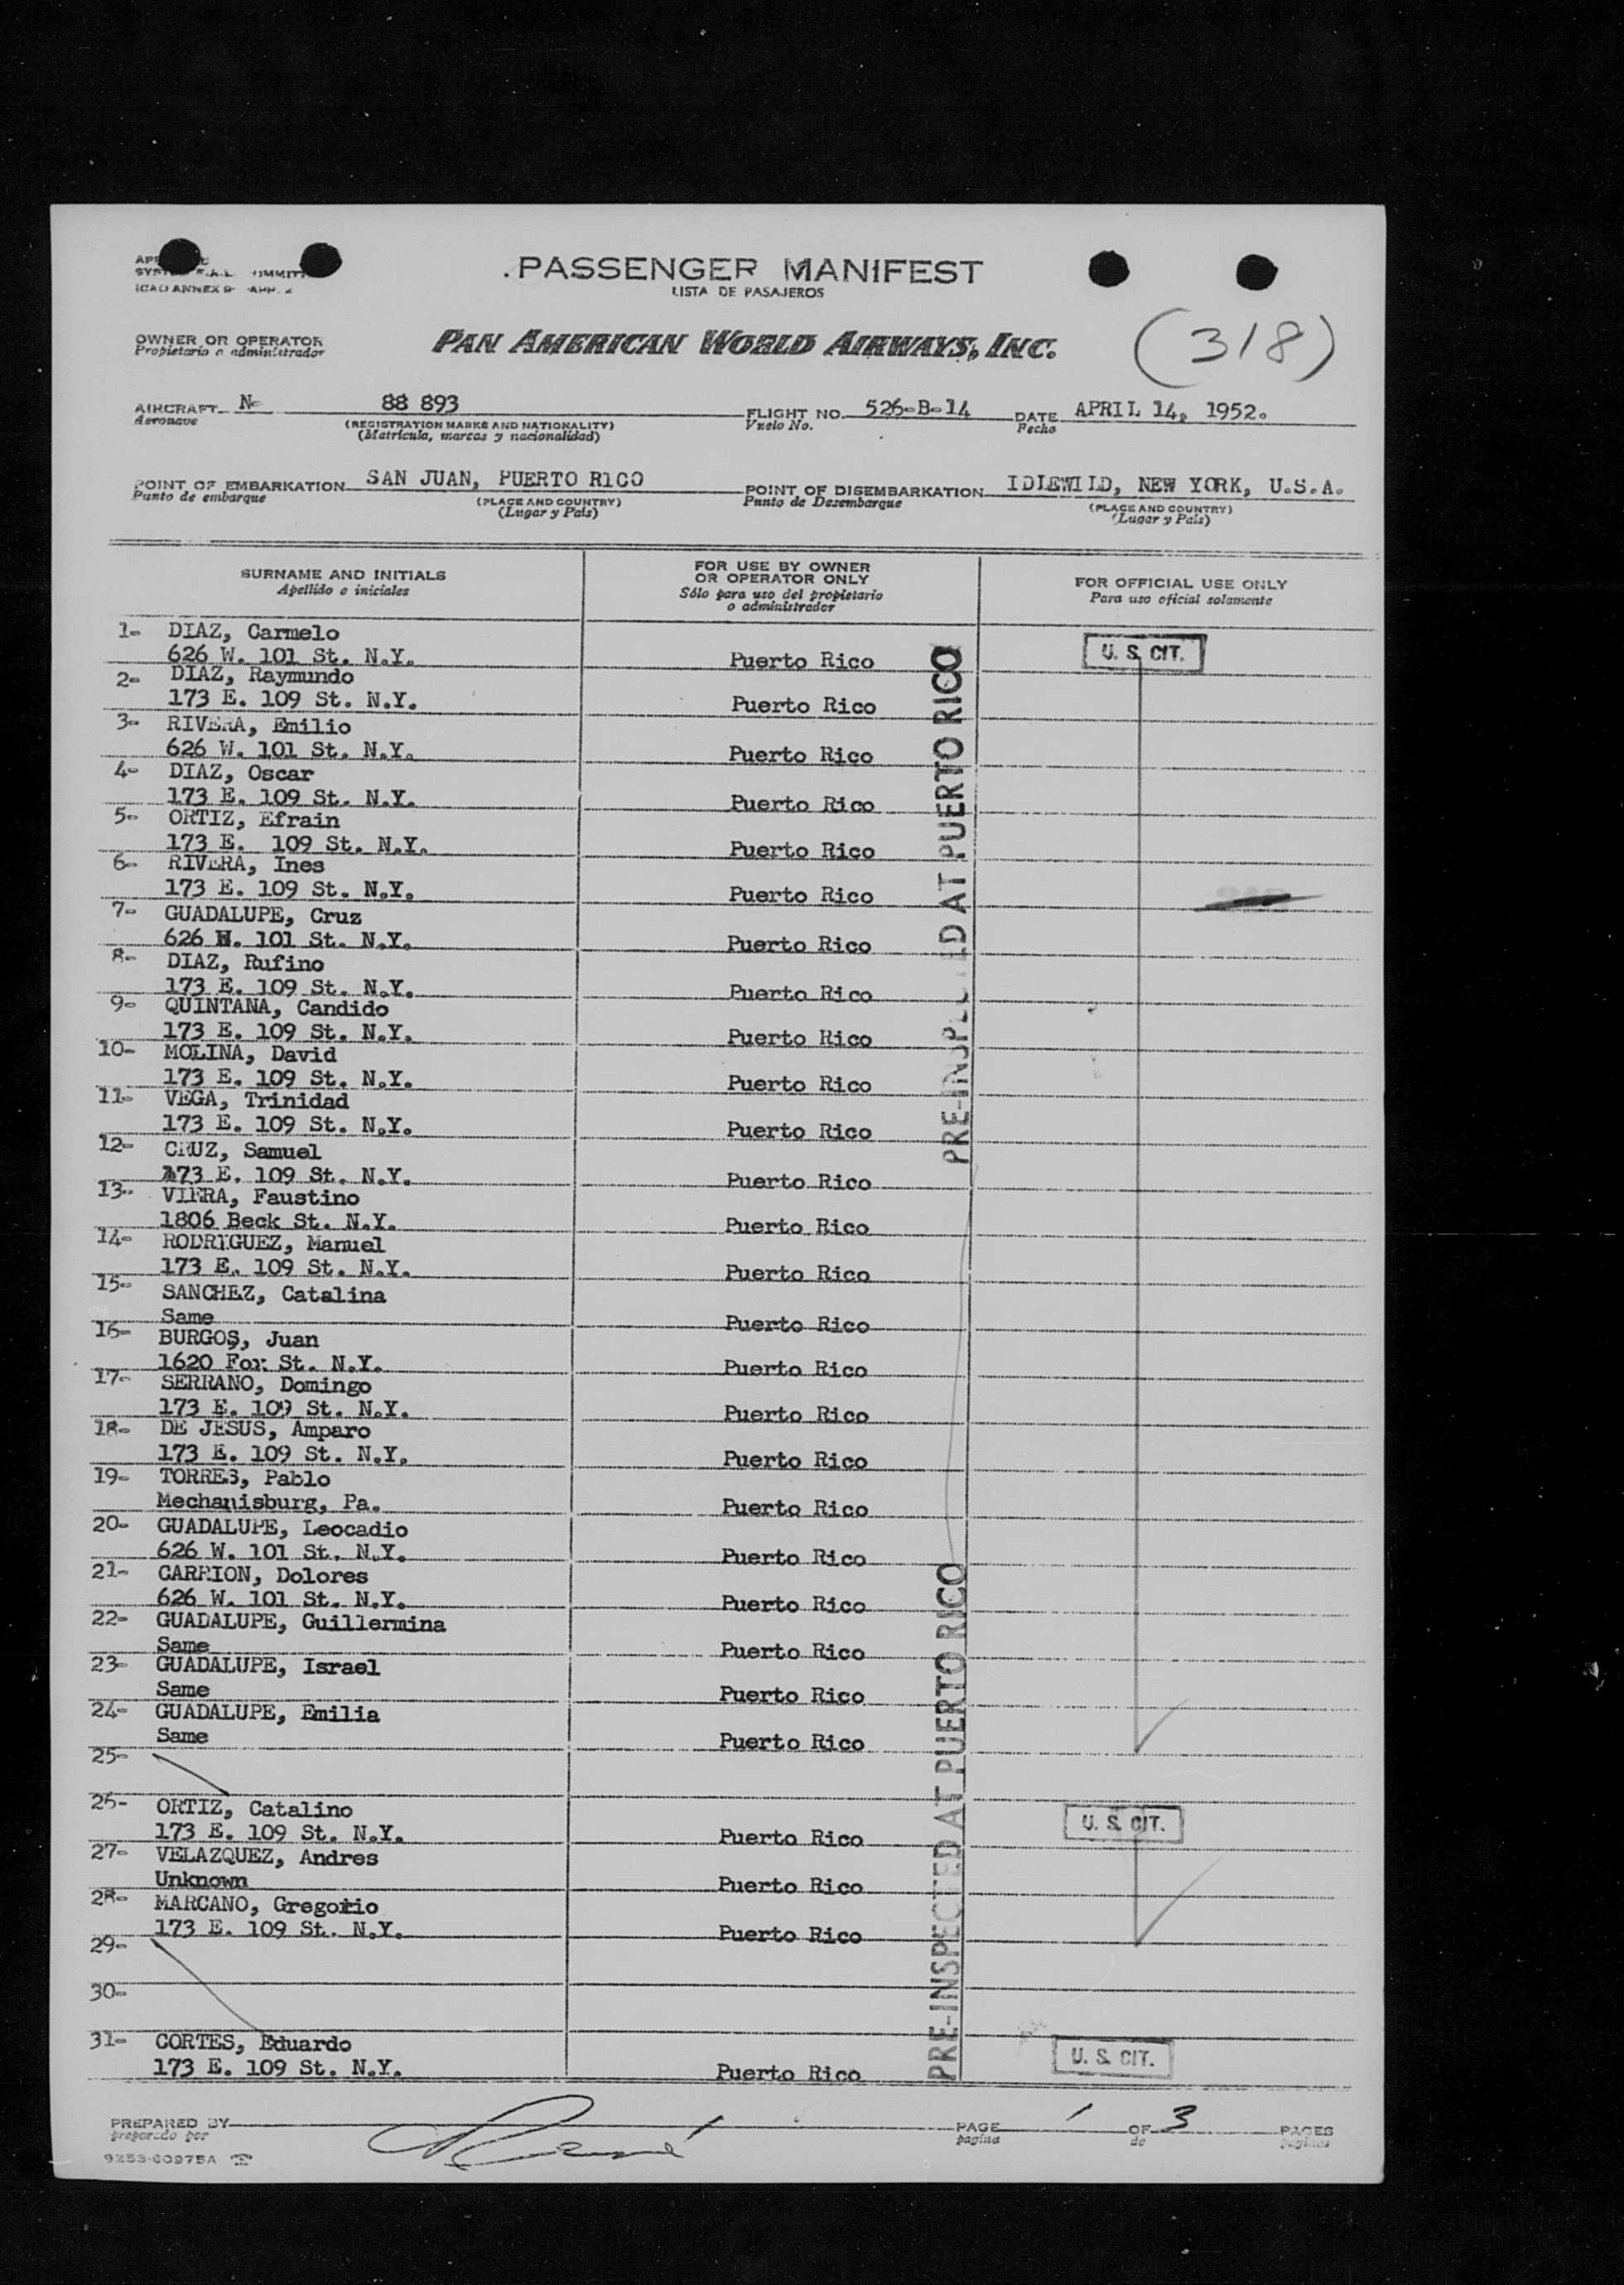 PASSENGER MANIFEST
LISTA DE PASAJEROS
ICAO ANNEX 9
OWNER OR OPERATOR
Propietario o administrador
PAN AMERICAN WORLD AIRWAYS, INC.
(318)
AIRCRAFT N- 88 893
Aeronave
(REGISTRATION MARKS AND NATIONALITY)
(Matrícula, marcas y nacionalidad)
FLIGHT NO. 526-B-14
Vuelo No.
DATE APRIL 14, 1952.
Fecha
POINT OF EMBARKATION SAN JUAN, PUERTO RICO
Punto de embarque
(PLACE AND COUNTRY)
(Lugar y País)
POINT OF DISEMBARKATION IDLEWILD, NEW YORK, U.S.A.
Punto de Desembarque
(PLACE AND COUNTRY)
(Lugar y País)
SURNAME AND INITIALS
Apellido e iniciales
FOR USE BY OWNER
OR OPERATOR ONLY
Sólo para uso del propietario
o administrador
FOR OFFICIAL USE ONLY
Para uso oficial solamente
1- DIAZ, Carmelo
626 W. 101 St. N.Y. Puerto Rico U. S. CIT.
2- DIAZ, Raymundo
173 E. 109 St. N.Y. Puerto Rico
3- RIVERA, Emilio
626 W. 101 St. N.Y. Puerto Rico
4- DIAZ, Oscar
173 E. 109 St. N.Y. Puerto Rico
5- ORTIZ, Efrain
173 E. 109 St. N.Y. Puerto Rico
6- RIVERA, Ines
173 E. 109 St. N.Y. Puerto Rico
7- GUADALUPE, Cruz
626 W. 101 St. N.Y. Puerto Rico
8- DIAZ, Rufino
173 E. 109 St. N.Y. Puerto Rico
9- QUINTANA, Candido
173 E. 109 St. N.Y. Puerto Rico
10- MOLINA, David
173 E. 109 St. N.Y. Puerto Rico
11- VEGA, Trinidad
173 E. 109 St. N.Y. Puerto Rico
12- CRUZ, Samuel
173 E. 109 St. N.Y. Puerto Rico
13- VIERA, Faustino
1806 Beck St. N.Y. Puerto Rico
14- RODRIGUEZ, Manuel
173 E. 109 St. N.Y. Puerto Rico
15- SANCHEZ, Catalina
Same Puerto Rico
16- BURGOS, Juan
1620 Fox St. N.Y. Puerto Rico
17- SERRANO, Domingo
173 E. 109 St. N.Y. Puerto Rico
18- DE JESUS, Amparo
173 E. 109 St. N.Y. Puerto Rico
19- TORRES, Pablo
Mechanisburg, Pa. Puerto Rico
20- GUADALUPE, Leocadio
626 W. 101 St. N.Y. Puerto Rico
21- CARRION, Dolores
626 W. 101 St. N.Y. Puerto Rico
22- GUADALUPE, Guillermina
Same Puerto Rico
23- GUADALUPE, Israel
Same Puerto Rico
24- GUADALUPE, Emilia
Same Puerto Rico
25-
26- ORTIZ, Catalino
173 E. 109 St. N.Y. Puerto Rico U. S. CIT.
27- VELAZQUEZ, Andres
Unknown Puerto Rico
28- MARCANO, Gregorio
173 E. 109 St. N.Y. Puerto Rico
29-
30-
31- CORTES, Eduardo
173 E. 109 St. N.Y. Puerto Rico U. S. CIT.
PRE-INSPECTED AT PUERTO RICO
PRE-INSPECTED AT PUERTO RICO
PREPARED BY
preparado por
PAGE 1 OF 3 PAGES
pagina de paginas
9253-60975A